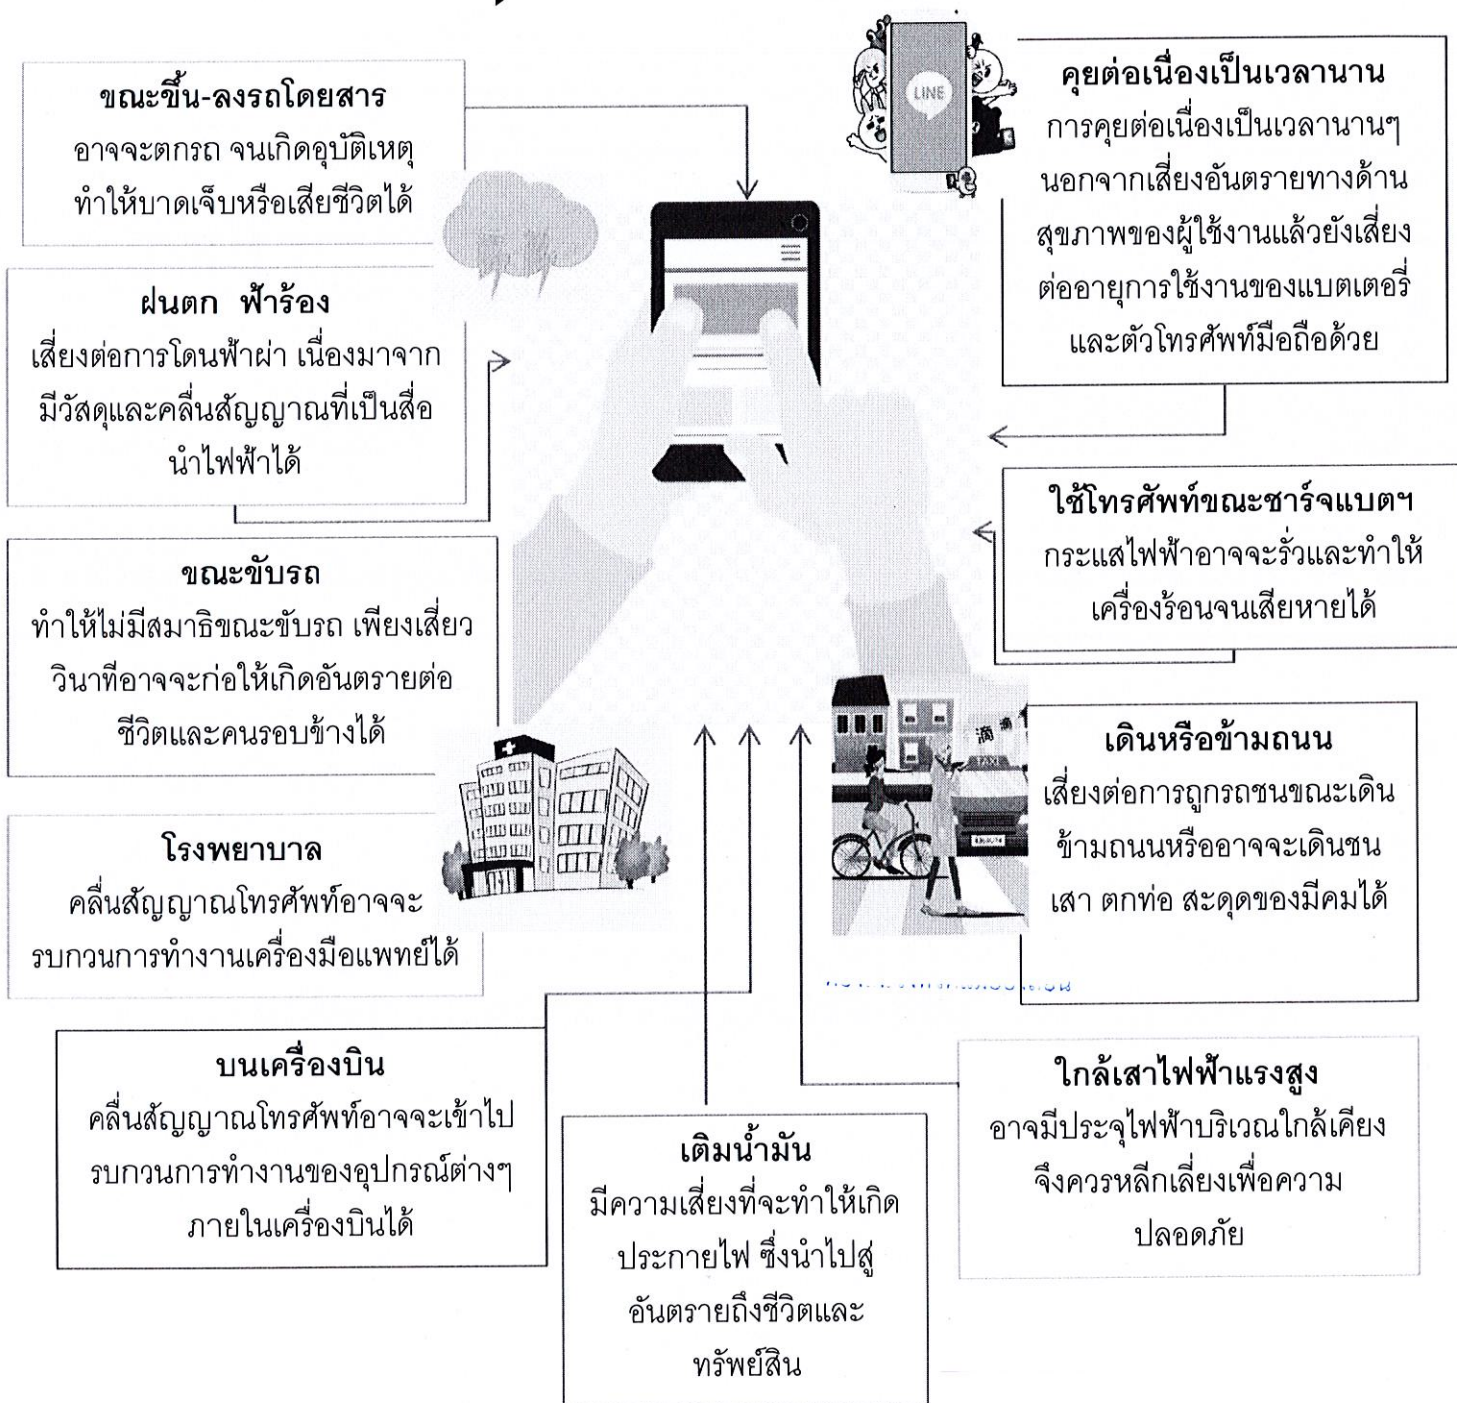 ขณะขึ้น-ลงรถโดยสาร
อาจจะตกรถ จนเกิดอุบัติเหตุ
ทำให้บาดเจ็บหรือเสียชีวิตได้
ฝนตก ฟ้าร้อง
เสี่ยงต่อการโดนฟ้าผ่า เนื่องมาจาก
มีวัสดุและคลื่นสัญญาณที่เป็นสื่อ
นำไฟฟ้าได้
ขณะขับรถ
ทำให้ไม่มีสมาธิขณะขับรถ เพียงเสี่ยว
วินาทีอาจจะก่อให้เกิดอันตรายต่อ
ชีวิตและคนรอบข้างได้
โรงพยาบาล
คลื่นสัญญาณโทรศัพท์อาจจะ
รบกวนการทำงานเครื่องมือแพทย์ได้
บนเครื่องบิน
คลื่นสัญญาณโทรศัพท์อาจจะเข้าไป
รบกวนการทำงานของอุปกรณ์ต่างๆ
ภายในเครื่องบินได้
เติมน้ำมัน
มีความเสี่ยงที่จะทำให้เกิด
ประกายไฟ ซึ่งนำไปสู่
อันตรายถึงชีวิตและ
ทรัพย์สิน
LINE
คุยต่อเนื่องเป็นเวลานาน
การคุยต่อเนื่องเป็นเวลานานๆ
นอกจากเสี่ยงอันตรายทางด้าน
สุขภาพของผู้ใช้งานแล้วยังเสี่ยง
ต่ออายุการใช้งานของแบตเตอรี่
และตัวโทรศัพท์มือถือด้วย
ใช้โทรศัพท์ขณะชาร์จแบตฯ
กระแสไฟฟ้าอาจจะรั่วและทำให้
เครื่องร้อนจนเสียหายได้
滴 滴
TAXI
เดินหรือข้ามถนน
เสี่ยงต่อการถูกรถชนขณะเดิน
ข้ามถนนหรืออาจจะเดินชน
เสา ตกท่อ สะดุดของมีคมได้
ใกล้เสาไฟฟ้าแรงสูง
อาจมีประจุไฟฟ้าบริเวณใกล้เคียง
จึงควรหลีกเลี่ยงเพื่อความ
ปลอดภัย